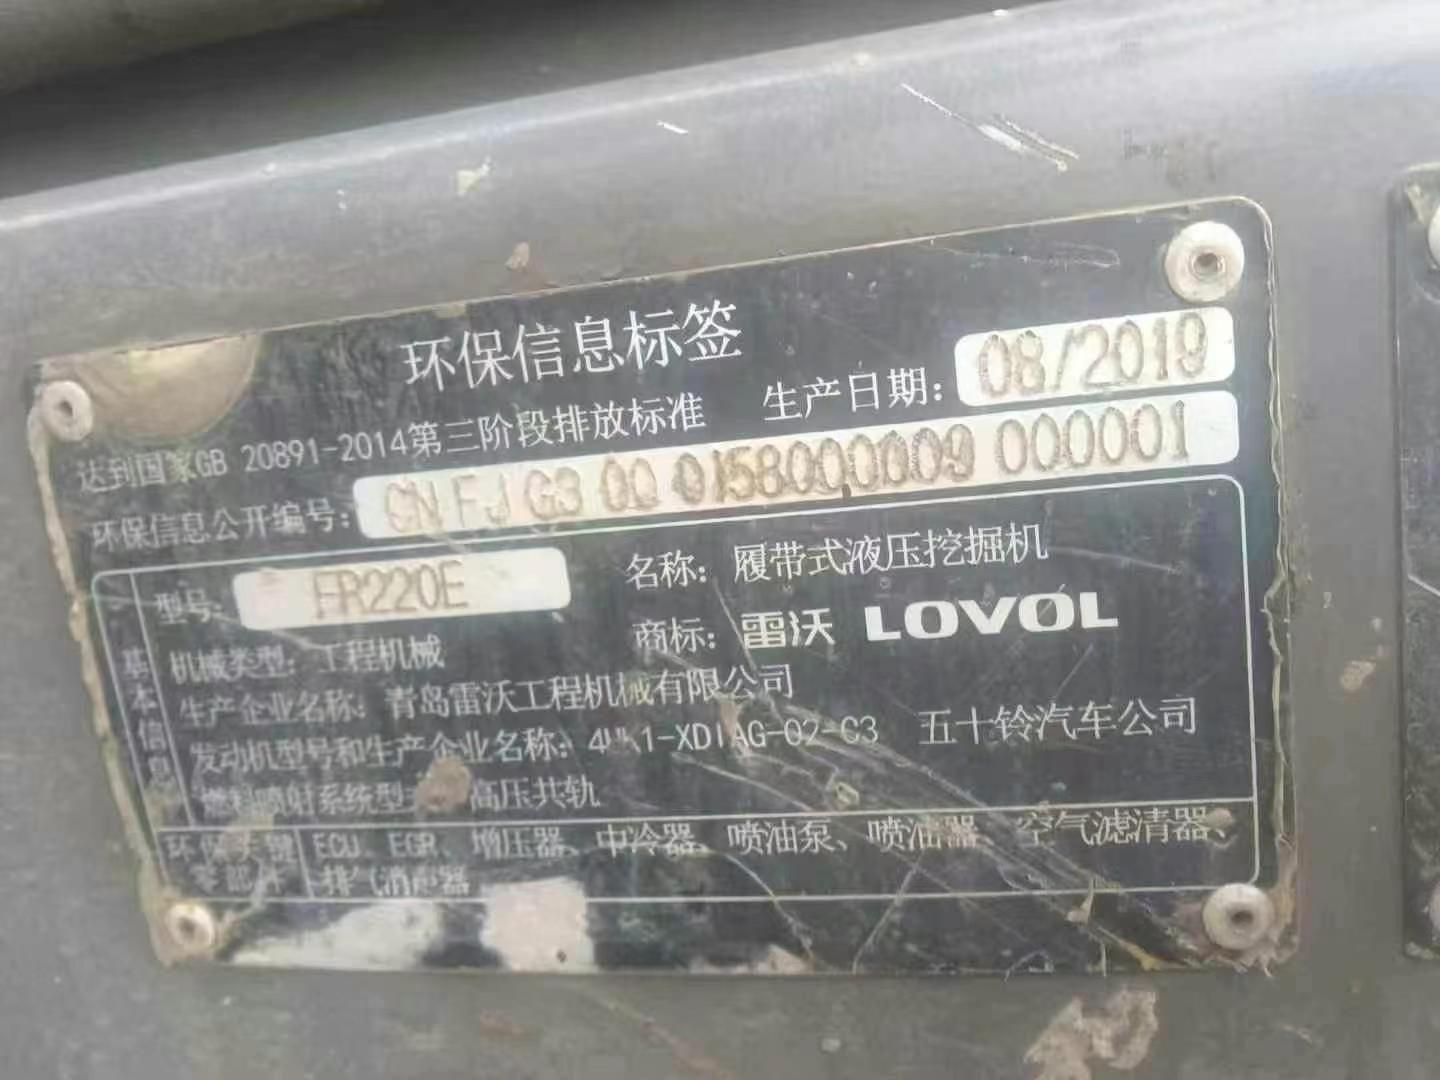 环保信息标签
达到国家GB 20891-2014第三阶段排放标准 生产日期: 08/2019
环保信息公开编号: CN FJ G3 00 0158000009 000001
基本信息
型号: FR220E 名称: 履带式液压挖掘机
机械类型: 工程机械 商标: 雷沃 LOVOL
生产企业名称: 青岛雷沃工程机械有限公司
发动机型号和生产企业名称: 4HK1-XDIAG-02-C3 五十铃汽车公司
燃料喷射系统型 高压共轨
环保关键零部件 ECU、EGR、增压器、中冷器、喷油泵、喷油器、空气滤清器、
排气消声器